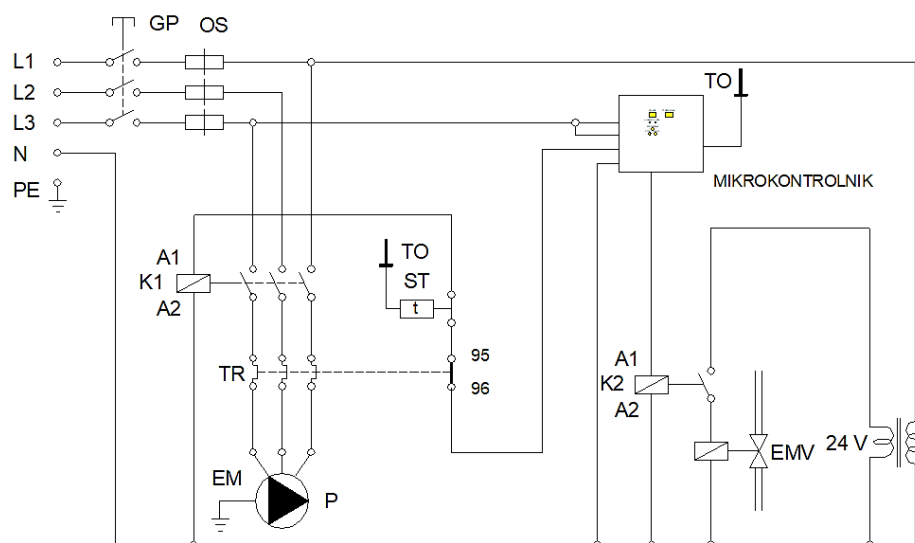 GP
OS
L1
L2
L3
N
PE
TO
MIKROKONTROLNIK
A1
K1
A2
TO
ST
t
95
96
TR
A1
K2
A2
EM
P
EMV
24 V